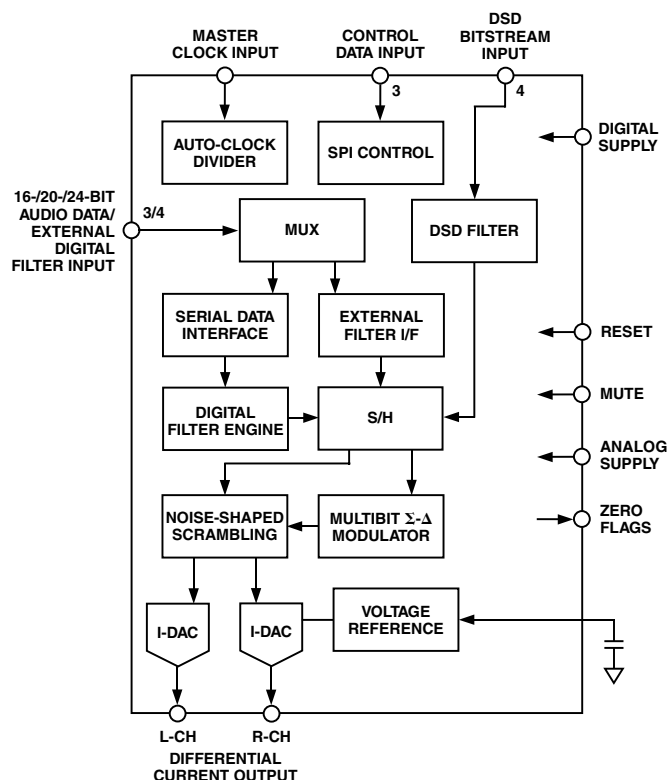 MASTER
CLOCK INPUT
CONTROL
DATA INPUT
DSD
BITSTREAM
INPUT
3
4
AUTO-CLOCK
DIVIDER
SPI CONTROL
DIGITAL
SUPPLY
16-/20-/24-BIT
AUDIO DATA/
EXTERNAL
DIGITAL
FILTER INPUT
3/4
MUX
DSD FILTER
SERIAL DATA
INTERFACE
EXTERNAL
FILTER I/F
RESET
DIGITAL
FILTER ENGINE
S/H
MUTE
ANALOG
SUPPLY
NOISE-SHAPED
SCRAMBLING
MULTIBIT Σ-Δ
MODULATOR
ZERO
FLAGS
I-DAC
I-DAC
VOLTAGE
REFERENCE
L-CH
R-CH
DIFFERENTIAL
CURRENT OUTPUT